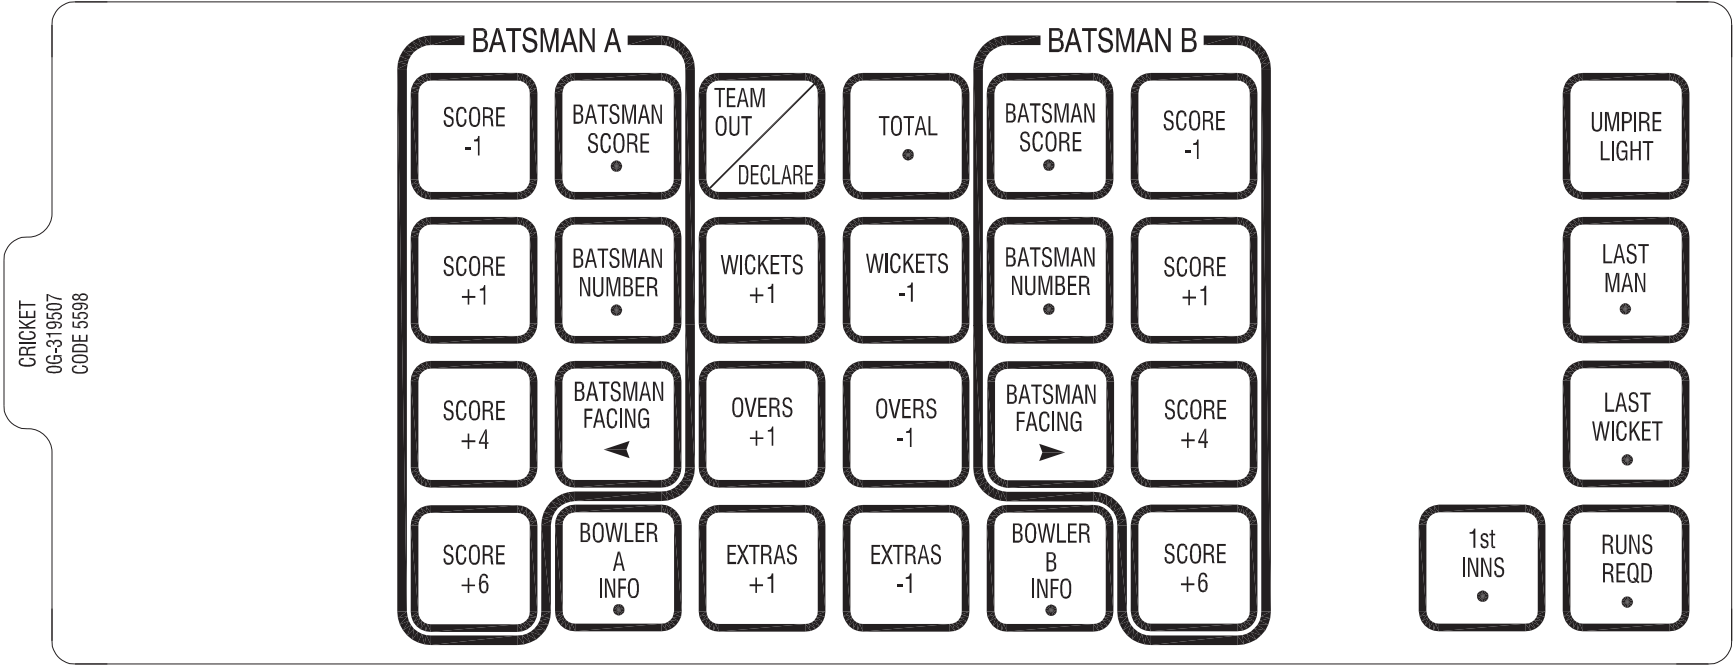 CRICKET
0G-319507
CODE 5598
BATSMAN A
BATSMAN B
SCORE
-1
BATSMAN
SCORE
TEAM
OUT
DECLARE
TOTAL
BATSMAN
SCORE
SCORE
-1
UMPIRE
LIGHT
SCORE
+1
BATSMAN
NUMBER
WICKETS
+1
WICKETS
-1
BATSMAN
NUMBER
SCORE
+1
LAST
MAN
SCORE
+4
BATSMAN
FACING
OVERS
+1
OVERS
-1
BATSMAN
FACING
SCORE
+4
LAST
WICKET
SCORE
+6
BOWLER
A
INFO
EXTRAS
+1
EXTRAS
-1
BOWLER
B
INFO
SCORE
+6
1st
INNS
RUNS
REQD